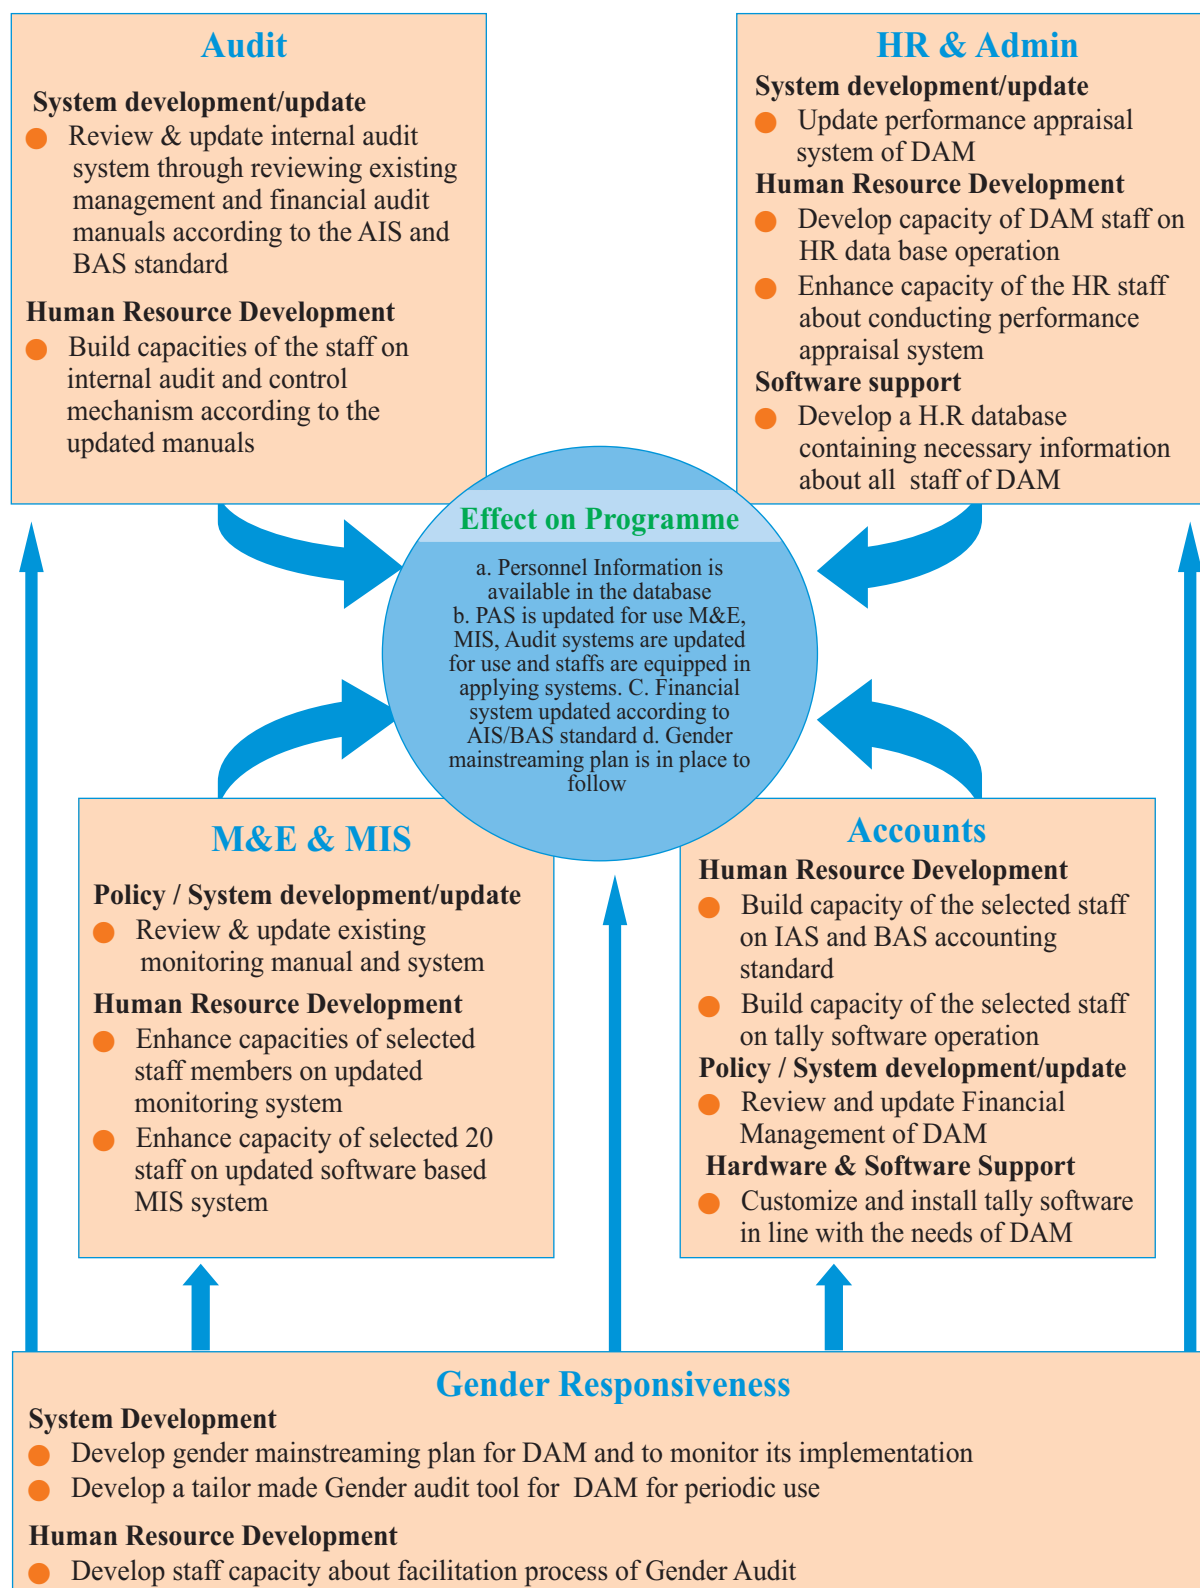 Audit
System development/update
Review & update internal audit
system through reviewing existing
management and financial audit
manuals according to the AIS and
BAS standard
Human Resource Development
Build capacities of the staff on
internal audit and control
mechanism according to the
updated manuals
HR & Admin
System development/update
Update performance appraisal
system of DAM
Human Resource Development
Develop capacity of DAM staff on
HR data base operation
Enhance capacity of the HR staff
about conducting performance
appraisal system
Software support
Develop a H.R database
containing necessary information
about all staff of DAM
Effect on Programme
a. Personnel Information is
available in the database
b. PAS is updated for use M&E,
MIS, Audit systems are updated
for use and staffs are equipped in
applying systems. C. Financial
system updated according to
AIS/BAS standard d. Gender
mainstreaming plan is in place to
follow
M&E & MIS
Policy / System development/update
Review & update existing
monitoring manual and system
Human Resource Development
Enhance capacities of selected
staff members on updated
monitoring system
Enhance capacity of selected 20
staff on updated software based
MIS system
Accounts
Human Resource Development
Build capacity of the selected staff
on IAS and BAS accounting
standard
Build capacity of the selected staff
on tally software operation
Policy / System development/update
Review and update Financial
Management of DAM
Hardware & Software Support
Customize and install tally software
in line with the needs of DAM
Gender Responsiveness
System Development
Develop gender mainstreaming plan for DAM and to monitor its implementation
Develop a tailor made Gender audit tool for DAM for periodic use
Human Resource Development
Develop staff capacity about facilitation process of Gender Audit